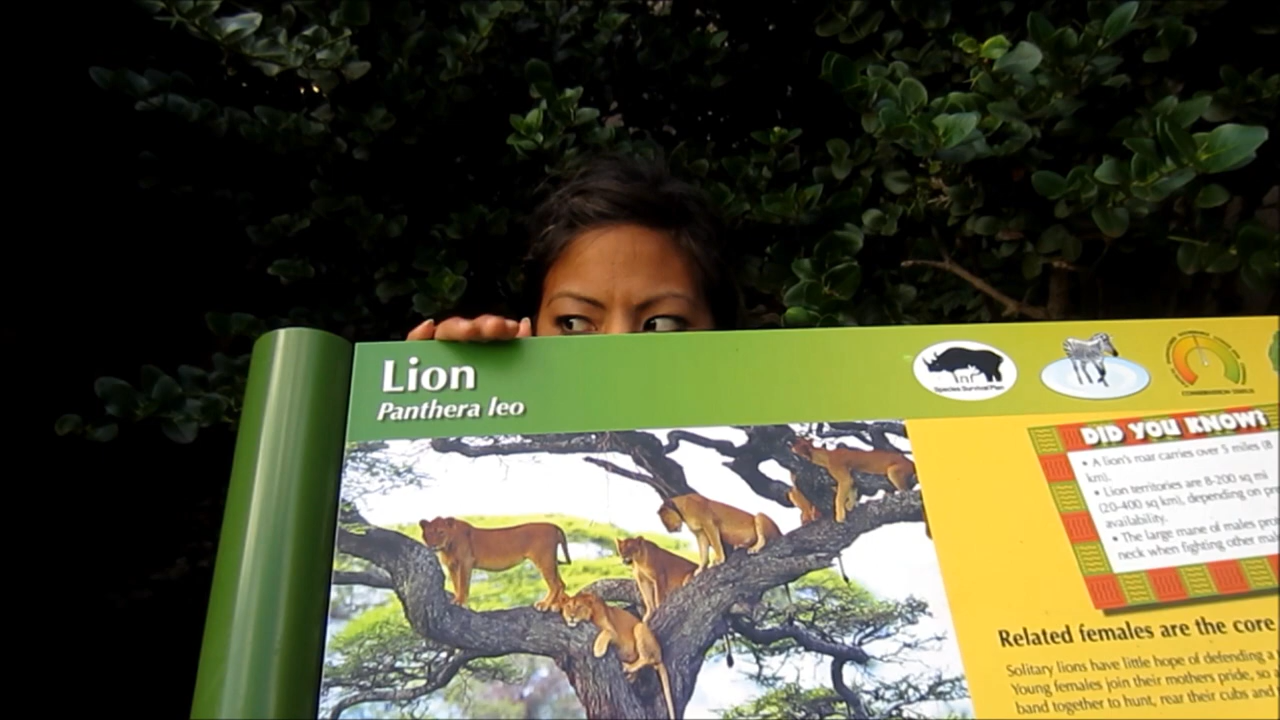 Lion
Panthera leo
Species Survival Plan
CONSERVATION STATUS
DID YOU KNOW?
• A lion's roar carries over 5 miles (8
km).
• Lion territories are 8-200 sq mi
(20-400 sq km), depending on
availability.
• The large mane of males
neck when fighting other
Related females are the core
Solitary lions have little hope of defending a
Young females join their mothers pride, so
band together to hunt, rear their cubs and